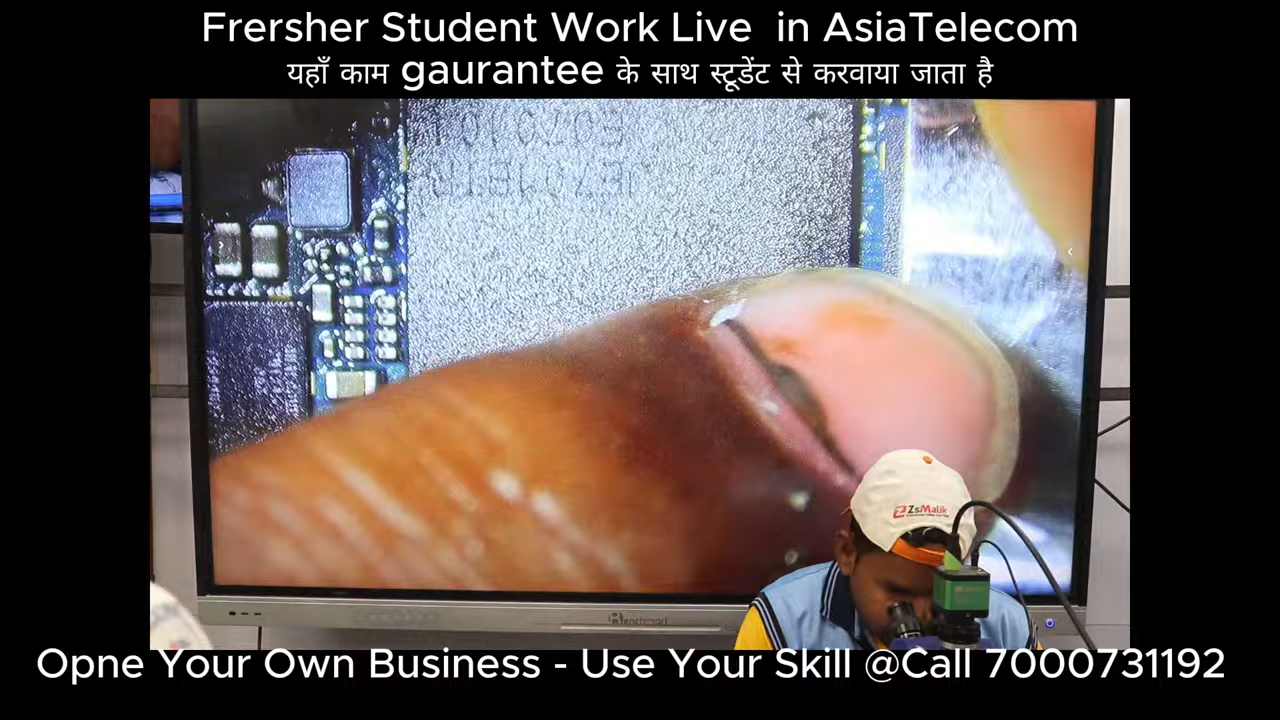 Frersher Student Work Live in AsiaTelecom
यहाँ काम gaurantee के साथ स्टूडेंट से करवाया जाता है
ZsMalik
Benchmark
Opne Your Own Business - Use Your Skill @Call 7000731192